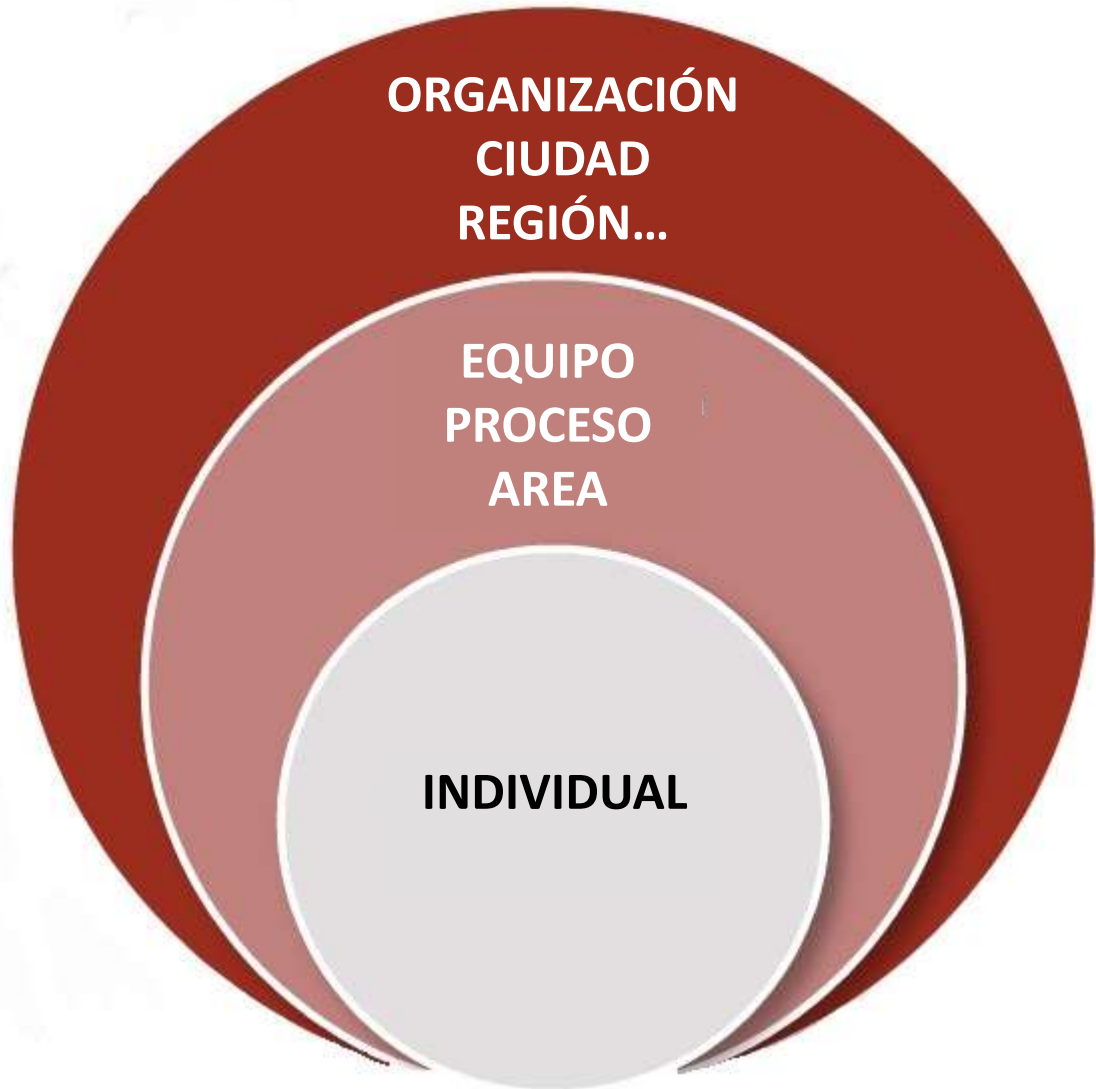 ORGANIZACIÓN
CIUDAD
REGIÓN...
EQUIPO
PROCESO
AREA
INDIVIDUAL